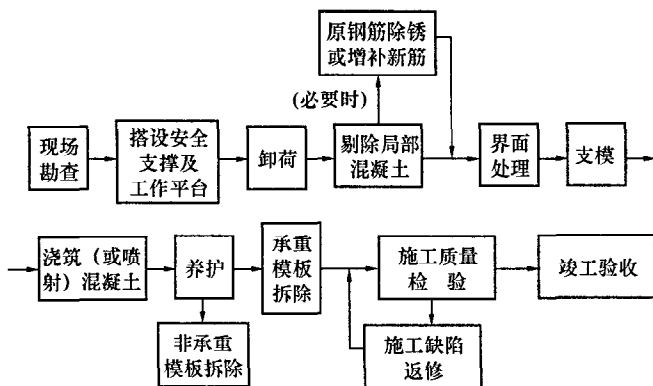 原钢筋除锈
或增补新筋
(必要时)
现场
勘查
搭设安全
支撑及
工作平台
卸荷
剔除局部
混凝土
界面
处理
支模
浇筑（或喷
射）混凝土
养护
承重
模板
拆除
施工质量
检　验
竣工验收
非承重
模板拆除
施工缺陷
返修